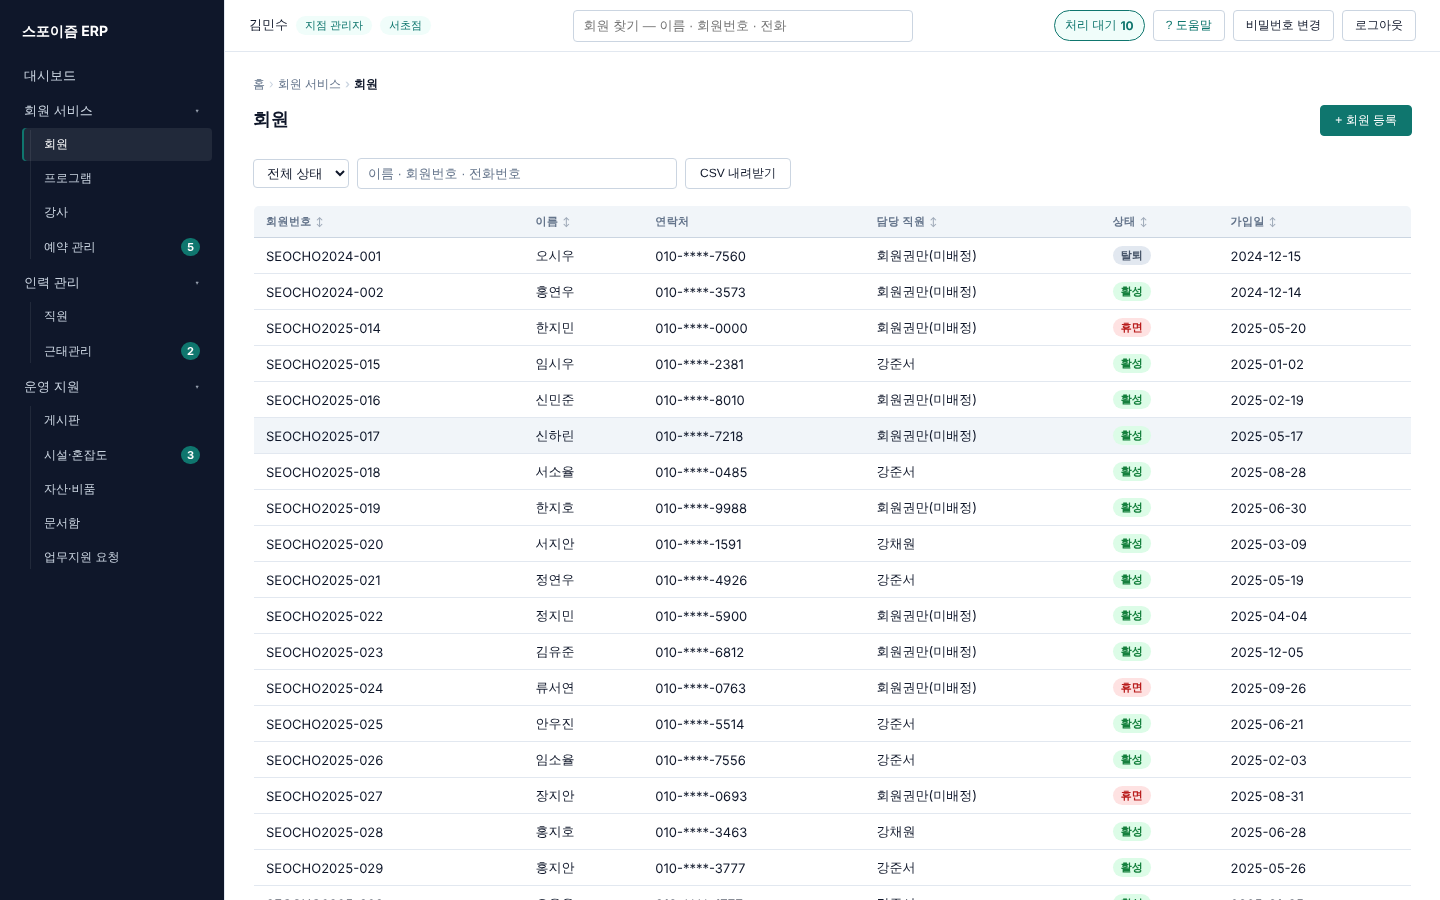 스포이즘 ERP
대시보드
회원 서비스
회원
프로그램
강사
예약 관리 5
인력 관리
직원
근태관리 2
운영 지원
게시판
시설·혼잡도 3
자산·비품
문서함
업무지원 요청
김민수 지점 관리자 서초점
회원 찾기 — 이름 · 회원번호 · 전화
처리 대기 10 ? 도움말 비밀번호 변경 로그아웃
홈 › 회원 서비스 › 회원
회원
+ 회원 등록
전체 상태 이름 · 회원번호 · 전화번호 CSV 내려받기
회원번호 ↕ 이름 ↕ 연락처 담당 직원 ↕ 상태 ↕ 가입일 ↕
SEOCHO2024-001 오시우 010-****-7560 회원권만(미배정) 탈퇴 2024-12-15
SEOCHO2024-002 홍연우 010-****-3573 회원권만(미배정) 활성 2024-12-14
SEOCHO2025-014 한지민 010-****-0000 회원권만(미배정) 휴면 2025-05-20
SEOCHO2025-015 임시우 010-****-2381 강준서 활성 2025-01-02
SEOCHO2025-016 신민준 010-****-8010 회원권만(미배정) 활성 2025-02-19
SEOCHO2025-017 신하린 010-****-7218 회원권만(미배정) 활성 2025-05-17
SEOCHO2025-018 서소율 010-****-0485 강준서 활성 2025-08-28
SEOCHO2025-019 한지호 010-****-9988 회원권만(미배정) 활성 2025-06-30
SEOCHO2025-020 서지안 010-****-1591 강채원 활성 2025-03-09
SEOCHO2025-021 정연우 010-****-4926 강준서 활성 2025-05-19
SEOCHO2025-022 정지민 010-****-5900 회원권만(미배정) 활성 2025-04-04
SEOCHO2025-023 김유준 010-****-6812 회원권만(미배정) 활성 2025-12-05
SEOCHO2025-024 류서연 010-****-0763 회원권만(미배정) 휴면 2025-09-26
SEOCHO2025-025 안우진 010-****-5514 강준서 활성 2025-06-21
SEOCHO2025-026 임소율 010-****-7556 강준서 활성 2025-02-03
SEOCHO2025-027 장지안 010-****-0693 회원권만(미배정) 휴면 2025-08-31
SEOCHO2025-028 홍지호 010-****-3463 강채원 활성 2025-06-28
SEOCHO2025-029 홍지안 010-****-3777 강준서 활성 2025-05-26